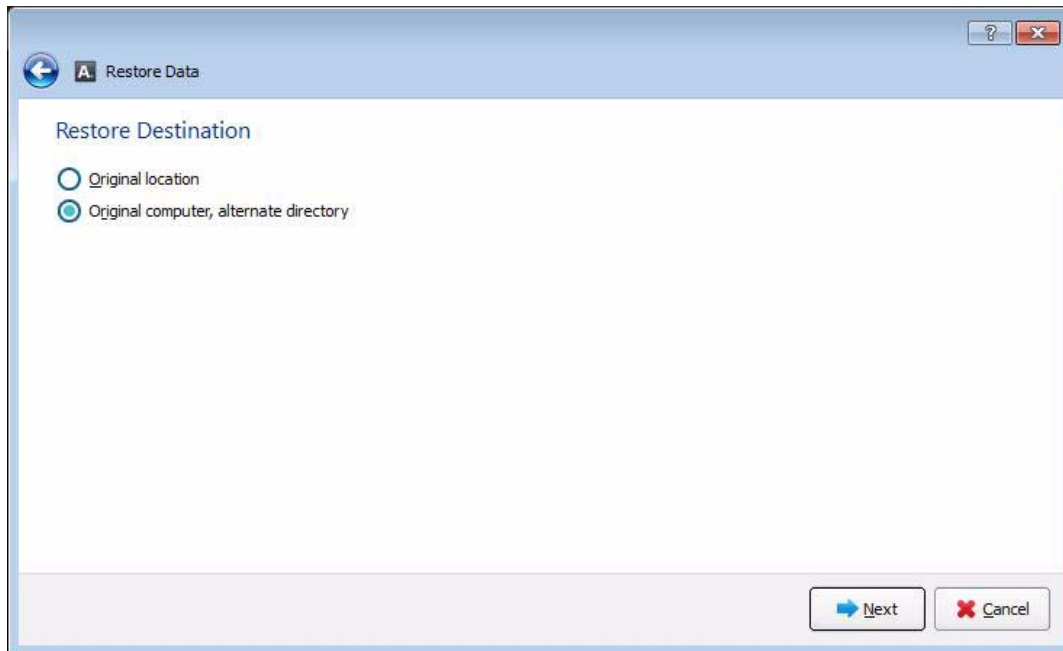 ?
A Restore Data
Restore Destination
Original location
Original computer, alternate directory
Next
Cancel